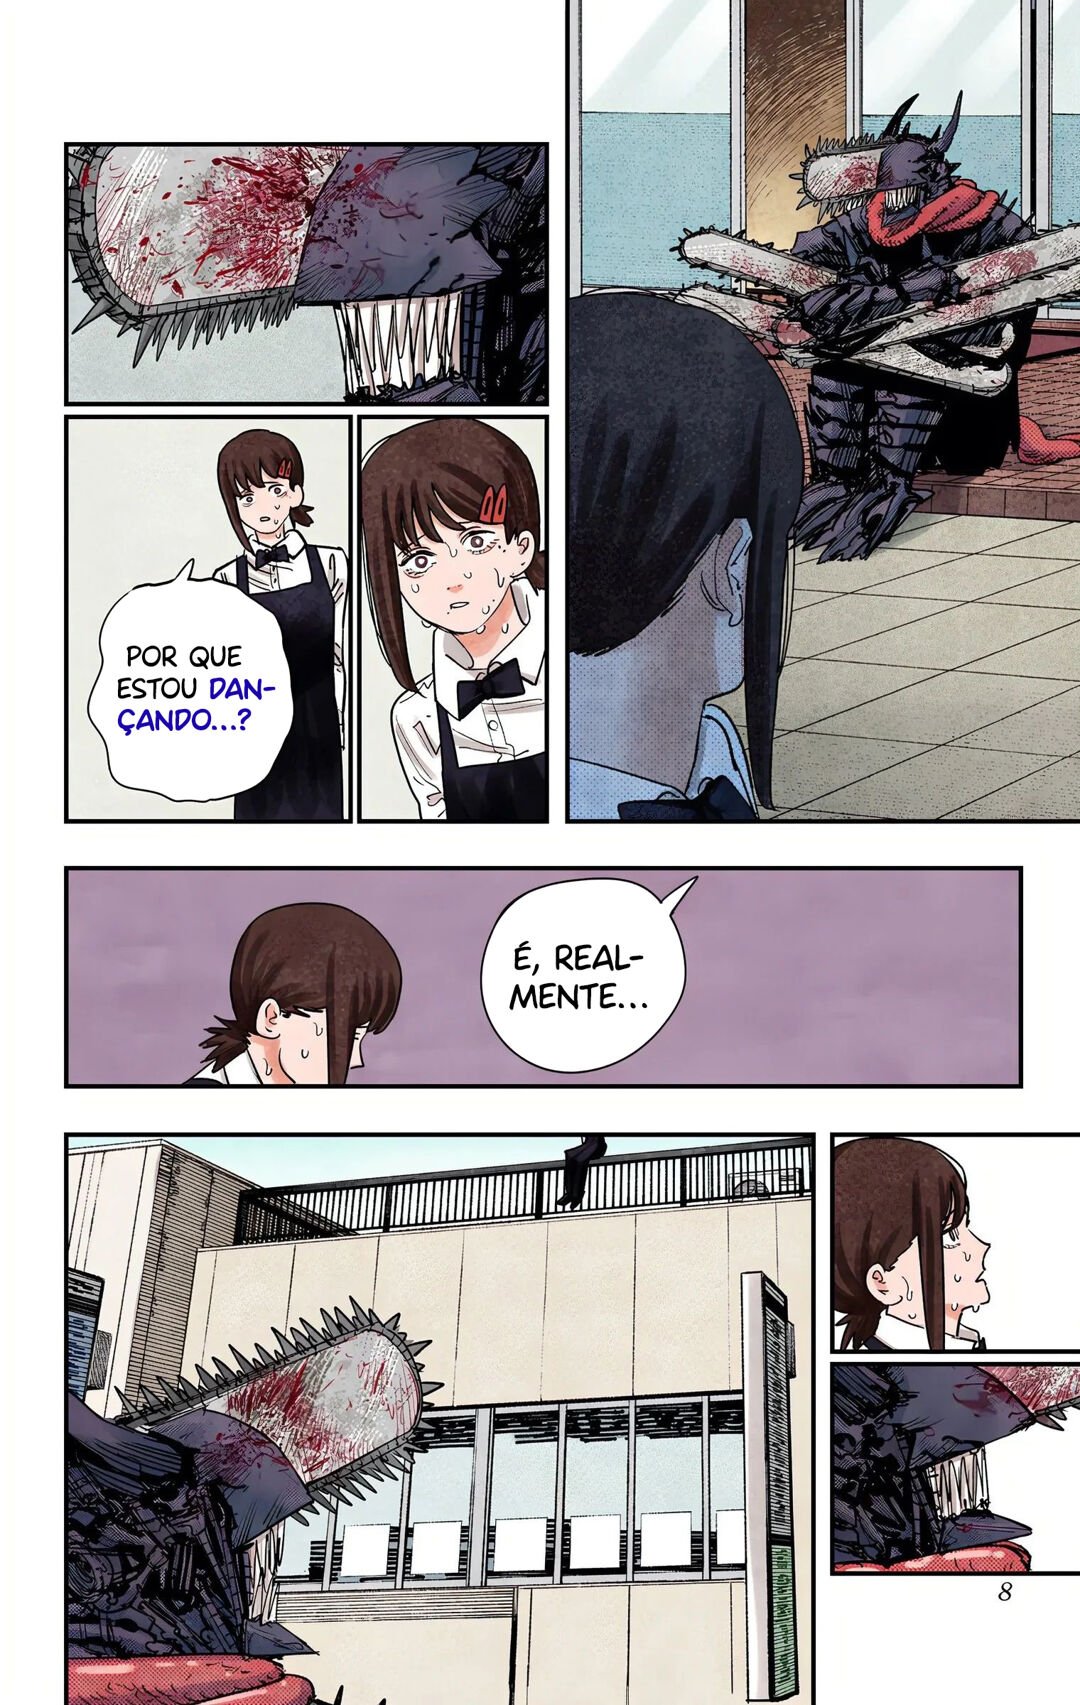 POR QUE
ESTOU DAN-
ÇANDO...?
É, REAL-
MENTE...
8